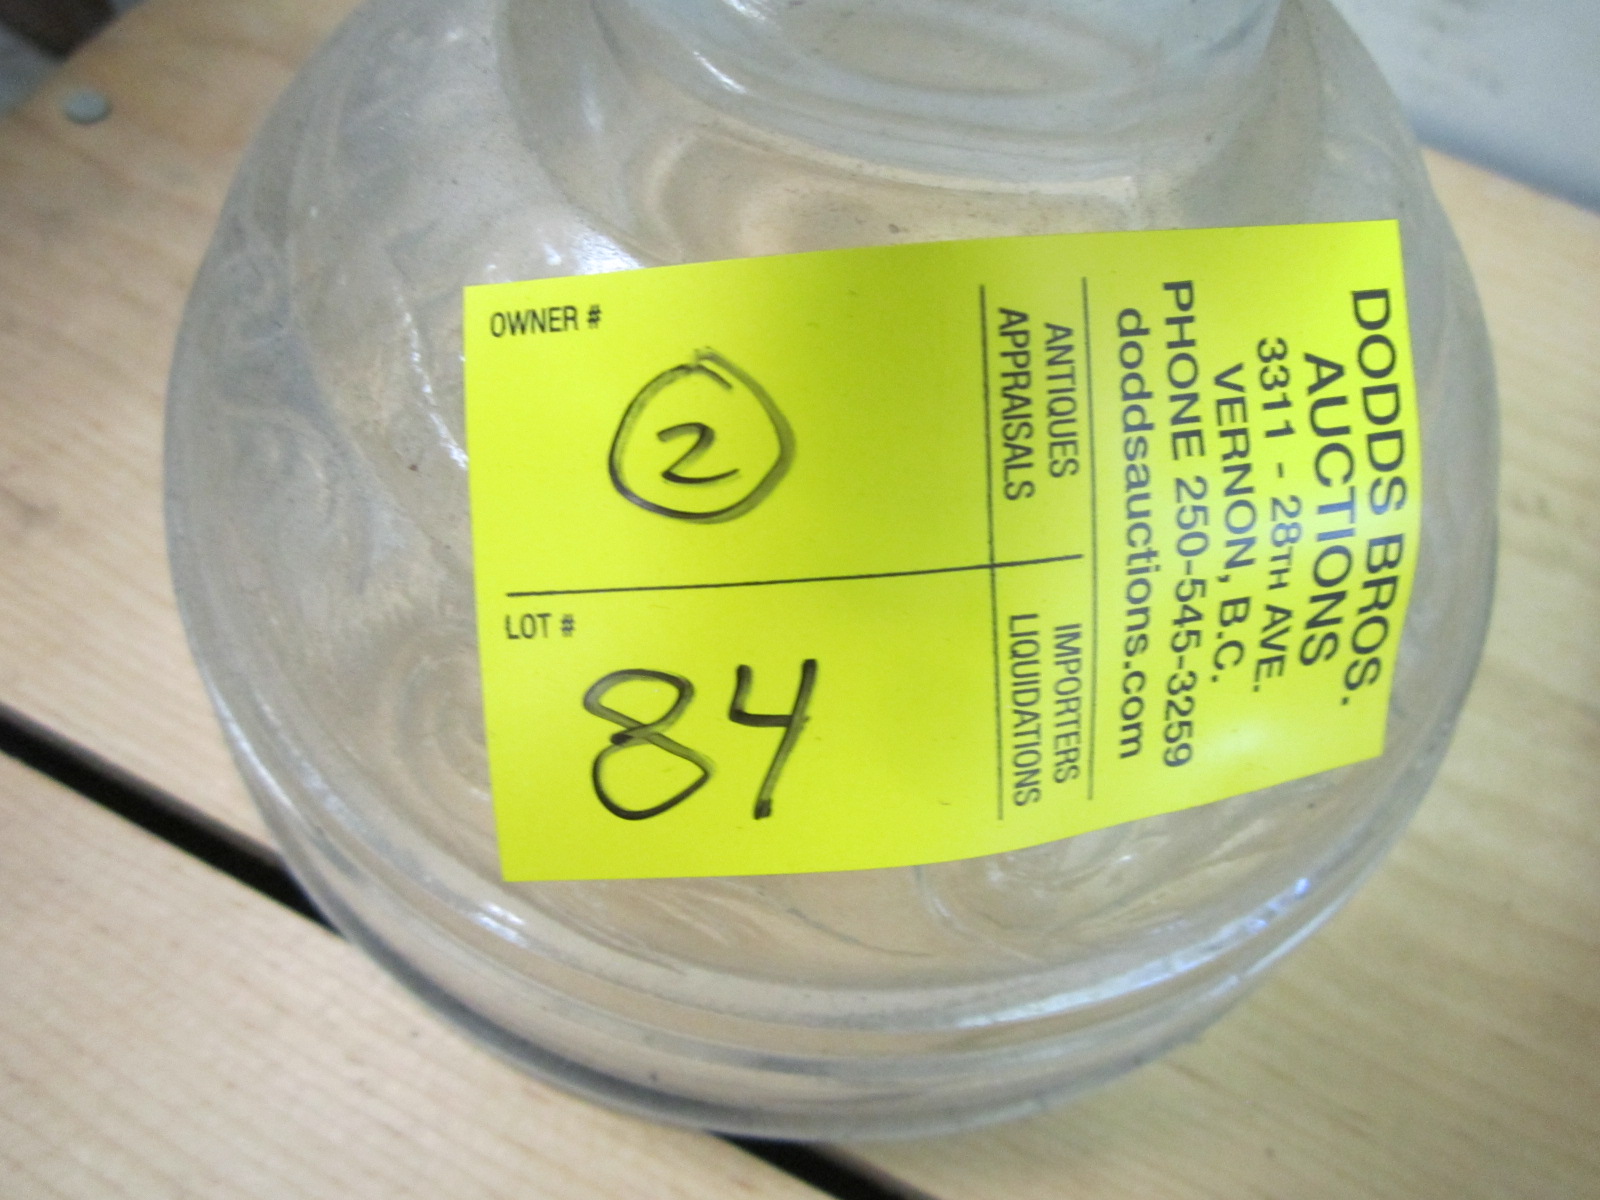 DODDS BROS.
AUCTIONS
3311 - 28TH AVE.
VERNON, B.C.
PHONE 250-545-3259
doddsauctions.com
ANTIQUES
APPRAISALS
IMPORTERS
LIQUIDATIONS
OWNER #
2
LOT #
84